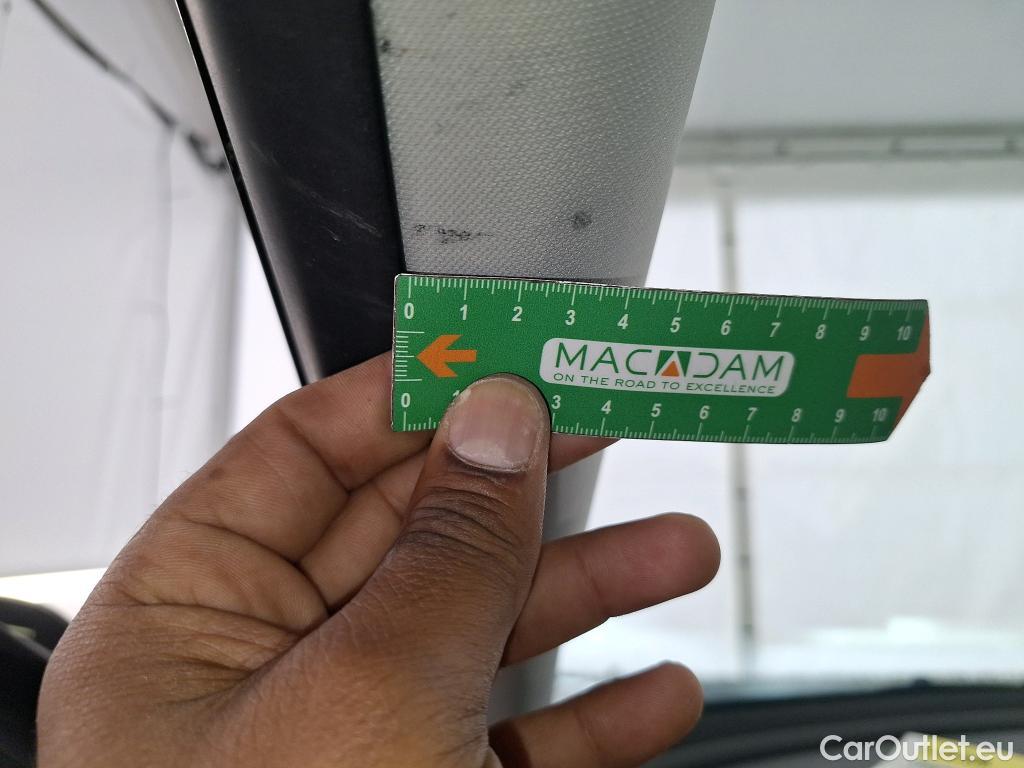 0 1 2 3 4 5 6 7 8 9 10
MACADAM
ON THE ROAD TO EXCELLENCE
0 1 3 4 5 6 7 8 9 10
CarOutlet.eu